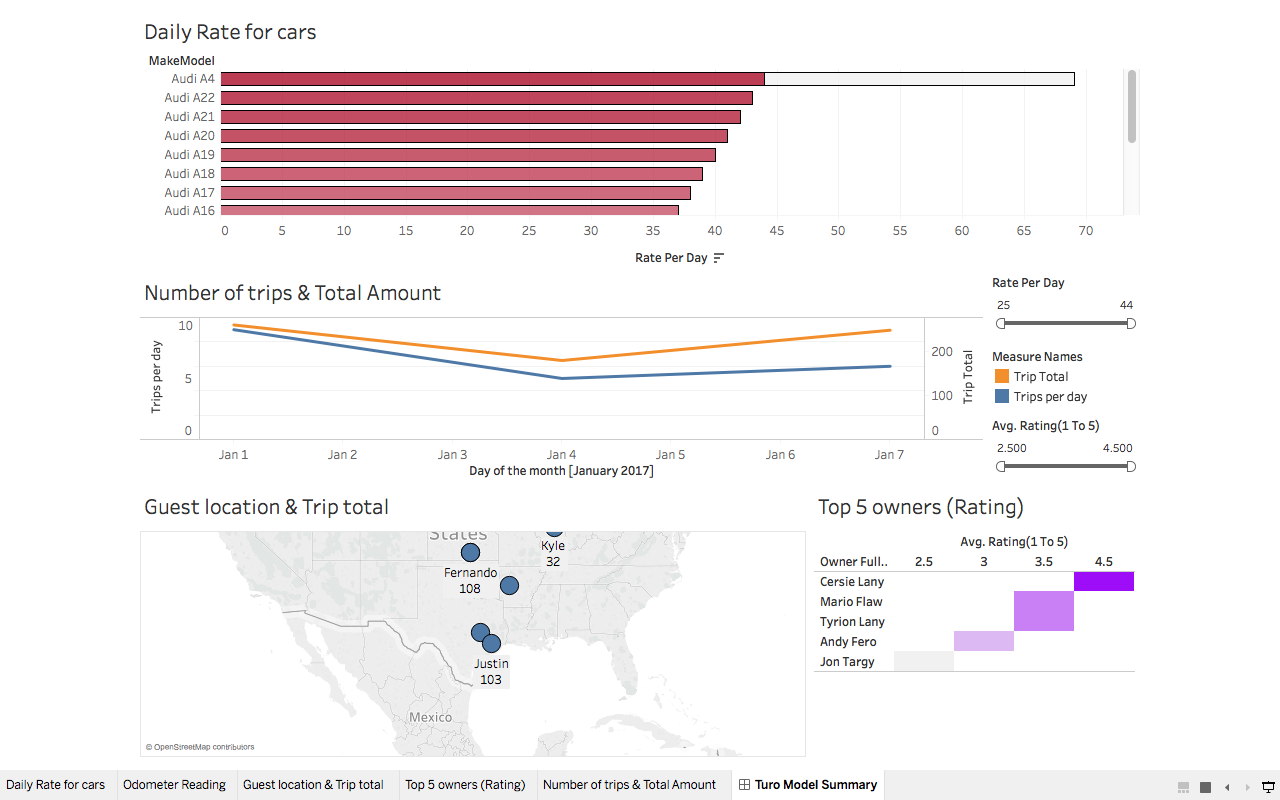 Daily Rate for cars
MakeModel
Audi A4
Audi A22
Audi A21
Audi A20
Audi A19
Audi A18
Audi A17
Audi A16
0 5 10 15 20 25 30 35 40 45 50 55 60 65 70
Rate Per Day
Number of trips & Total Amount
10
5
0
Trips per day
200
100
0
Trip Total
Jan 1 Jan 2 Jan 3 Jan 4 Jan 5 Jan 6 Jan 7
Day of the month [January 2017]
Rate Per Day
25 44
Measure Names
Trip Total
Trips per day
Avg. Rating(1 To 5)
2.500 4.500
Guest location & Trip total
States
Kyle
32
Fernando
108
Justin
103
Mexico
© OpenStreetMap contributors
Top 5 owners (Rating)
Avg. Rating(1 To 5)
Owner Full.. 2.5 3 3.5 4.5
Cersie Lany
Mario Flaw
Tyrion Lany
Andy Fero
Jon Targy
Daily Rate for cars Odometer Reading Guest location & Trip total Top 5 owners (Rating) Number of trips & Total Amount Turo Model Summary